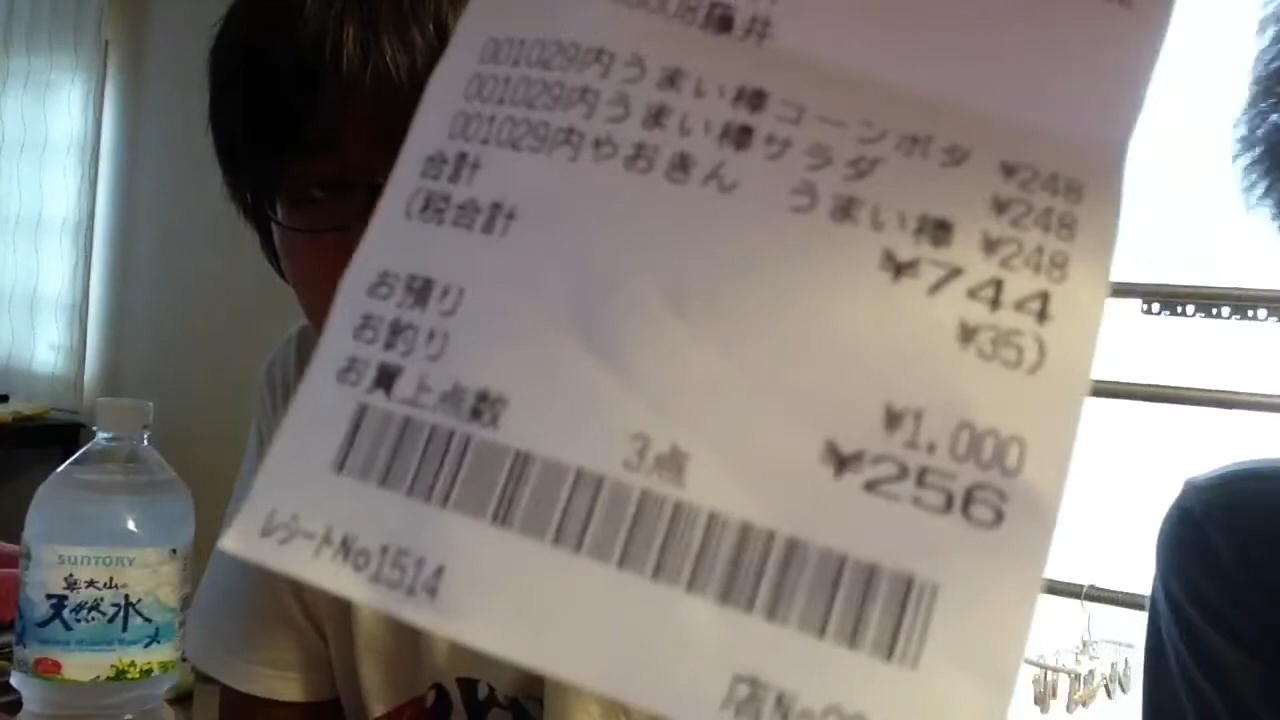 藤井
001029内うまい棒コーンポタ ¥248
001029内うまい棒サラダ ¥248
001029内やおきん うまい棒 ¥248
合計 ¥744
(税合計 ¥35)
お預り ¥1,000
お釣り ¥256
お買上点数 3点
レシートNo1514
店No
SUNTORY
奥大山の
天然水